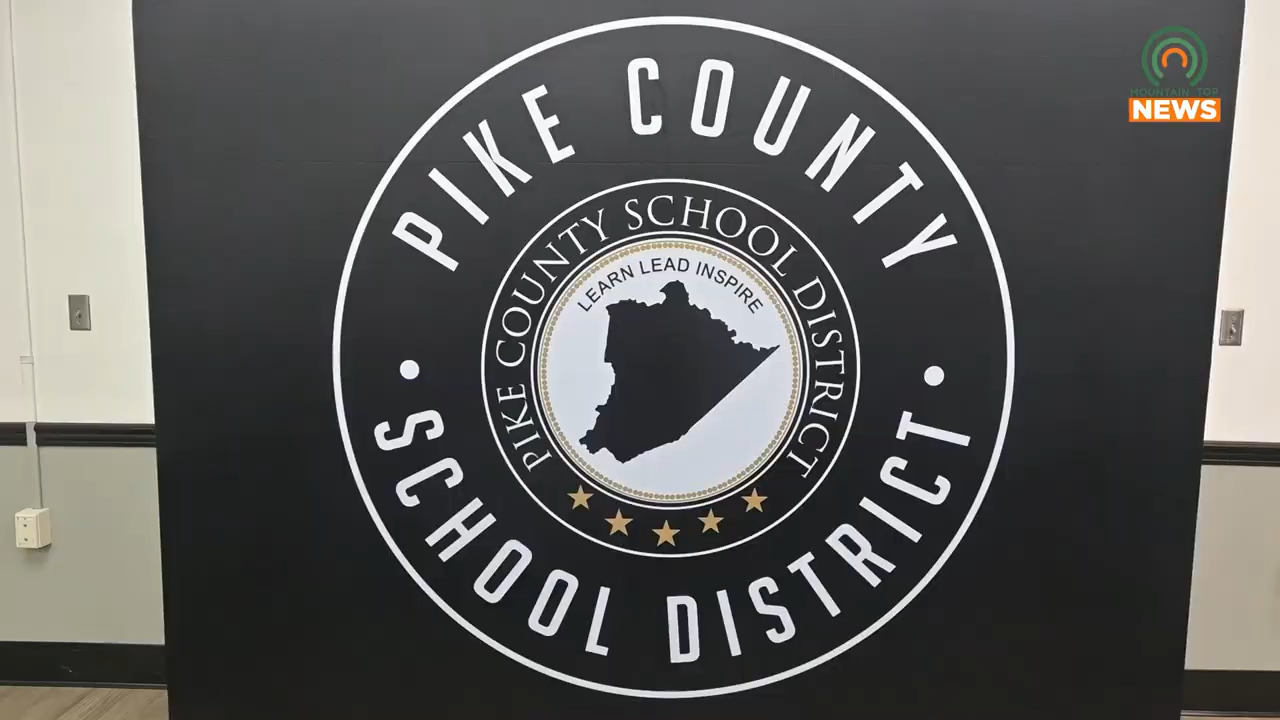 PIKE COUNTY
SCHOOL DISTRICT
PIKE COUNTY SCHOOL DISTRICT
LEARN LEAD INSPIRE
MOUNTAIN TOP
NEWS